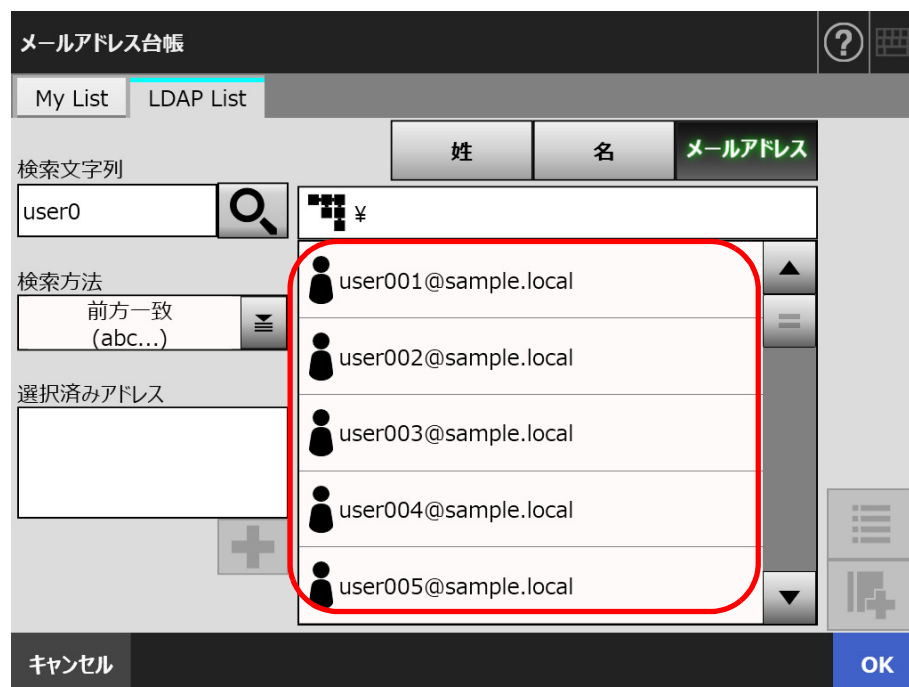 メールアドレス台帳
?
My List
LDAP List
姓
名
メールアドレス
検索文字列
user0
¥
検索方法
前方一致
(abc...)
選択済みアドレス
user001@sample.local
user002@sample.local
user003@sample.local
user004@sample.local
user005@sample.local
キャンセル
OK